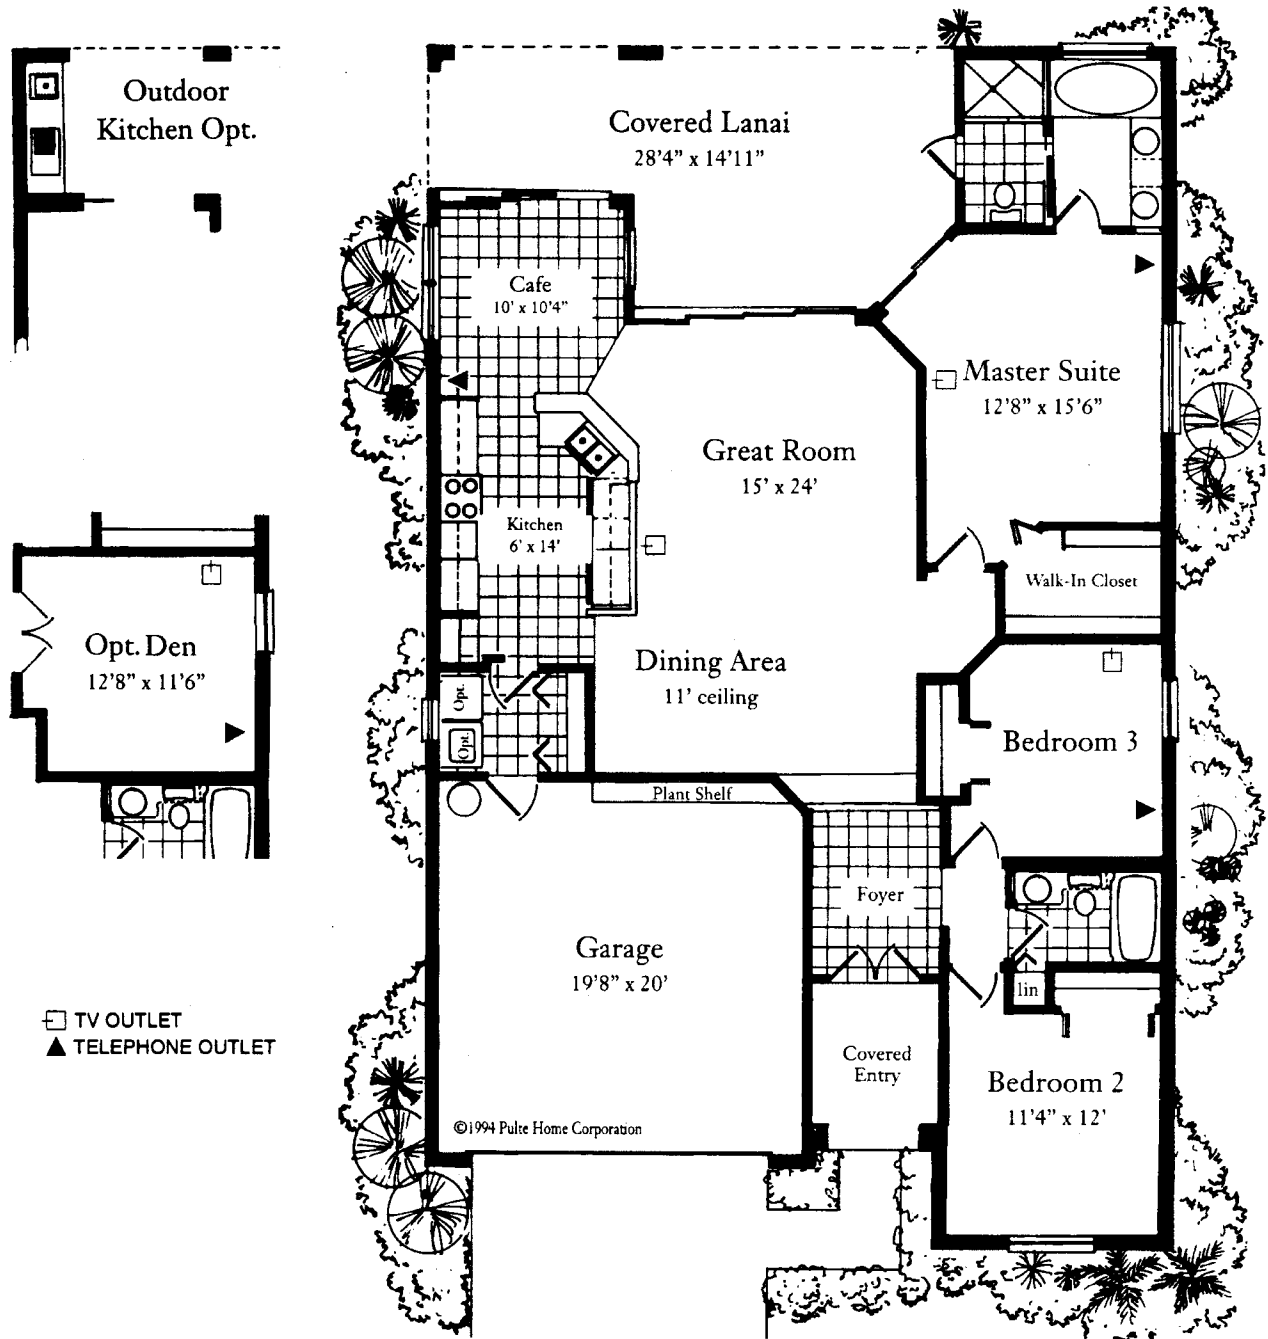 Outdoor
Kitchen Opt.
Covered Lanai
28'4" x 14'11"
Cafe
10' x 10'4"
Master Suite
12'8" x 15'6"
Great Room
15' x 24'
Kitchen
6' x 14'
Walk-In Closet
Opt. Den
12'8" x 11'6"
Dining Area
11' ceiling
Opt.
Opt.
Bedroom 3
Plant Shelf
Foyer
Garage
19'8" x 20'
lin
TV OUTLET
TELEPHONE OUTLET
Covered
Entry
Bedroom 2
11'4" x 12'
©1994 Pulte Home Corporation